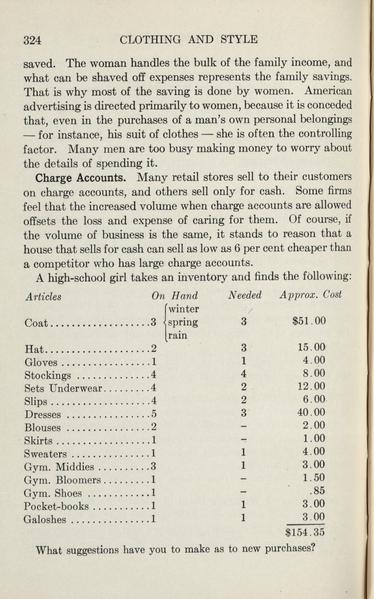 324 CLOTHING AND STYLE
saved. The woman handles the bulk of the family income, and
what can be shaved off expenses represents the family savings.
That is why most of the saving is done by women. American
advertising is directed primarily to women, because it is conceded
that, even in the purchases of a man's own personal belongings
— for instance, his suit of clothes — she is often the controlling
factor. Many men are too busy making money to worry about
the details of spending it.
Charge Accounts. Many retail stores sell to their customers
on charge accounts, and others sell only for cash. Some firms
feel that the increased volume when charge accounts are allowed
offsets the loss and expense of caring for them. Of course, if
the volume of business is the same, it stands to reason that a
house that sells for cash can sell as low as 6 per cent cheaper than
a competitor who has large charge accounts.
A high-school girl takes an inventory and finds the following:
Articles On Hand Needed Approx. Cost
winter
Coat...................3 spring 3 $51.00
rain
Hat....................2 3 15.00
Gloves .................1 1 4.00
Stockings ..............4 4 8.00
Sets Underwear.........4 2 12.00
Slips ..................4 2 6.00
Dresses ................5 3 40.00
Blouses ................2 – 2.00
Skirts .................1 – 1.00
Sweaters ...............1 1 4.00
Gym. Middies ...........3 1 3.00
Gym. Bloomers..........1 – 1.50
Gym. Shoes .............1 – .85
Pocket-books ...........1 1 3.00
Galoshes ...............1 1 3.00
$154.35
What suggestions have you to make as to new purchases?